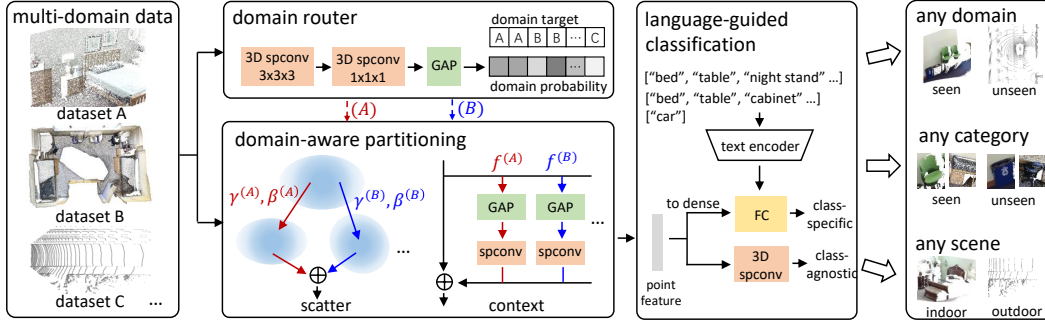 multi-domain data
dataset A
dataset B
dataset C ...
domain router
3D spconv
3x3x3
3D spconv
1x1x1
GAP
domain target
A A B B ... C
...
domain probability
(A)
(B)
domain-aware partitioning
γ^(A), β^(A)
γ^(B), β^(B)
...
scatter
f^(A)
f^(B)
GAP
GAP
...
spconv
spconv
context
language-guided
classification
["bed", "table", "night stand" ...]
["bed", "table", "cabinet" ...]
["car"]
text encoder
to dense
FC
class-
specific
3D
spconv
class-
agnostic
point
feature
any domain
seen
unseen
any category
seen
unseen
any scene
indoor
outdoor